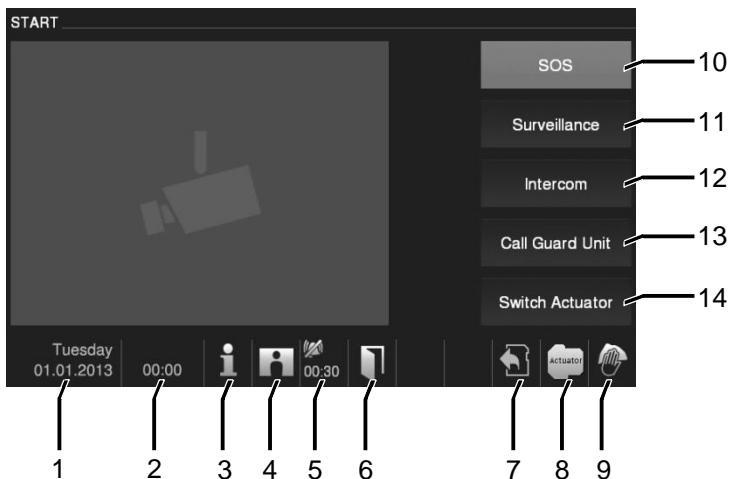 START
SOS
10
Surveillance
11
Intercom
12
Call Guard Unit
13
Switch Actuator
14
Tuesday
01.01.2013
00:00
00:30
Actuator
1 2 3 4 5 6 7 8 9